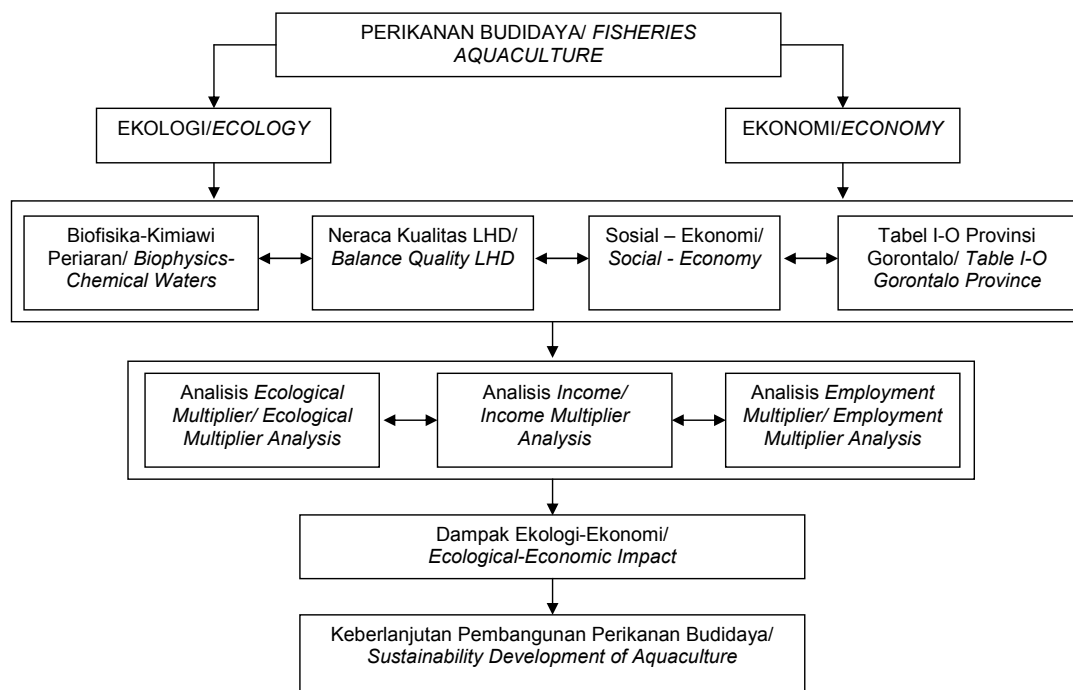 PERIKANAN BUDIDAYA/ FISHERIES
AQUACULTURE
EKOLOGI/ECOLOGY
EKONOMI/ECONOMY
Biofisika-Kimiawi
Periaran/ Biophysics-
Chemical Waters
Neraca Kualitas LHD/
Balance Quality LHD
Sosial – Ekonomi/
Social - Economy
Tabel I-O Provinsi
Gorontalo/ Table I-O
Gorontalo Province
Analisis Ecological
Multiplier/ Ecological
Multiplier Analysis
Analisis Income/
Income Multiplier
Analysis
Analisis Employment
Multiplier/ Employment
Multiplier Analysis
Dampak Ekologi-Ekonomi/
Ecological-Economic Impact
Keberlanjutan Pembangunan Perikanan Budidaya/
Sustainability Development of Aquaculture